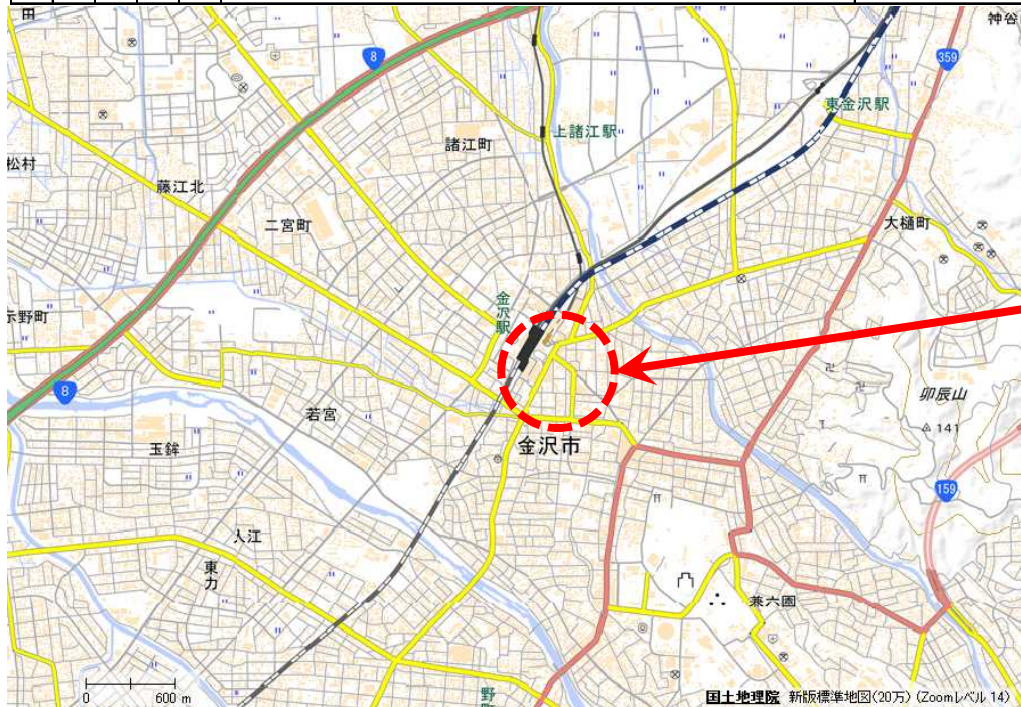 田
神谷
8
359
東金沢駅
上諸江駅
諸江町
松村
藤江北
二宮町
大樋町
金沢駅
示野町
8
若宮
卯辰山
141
玉鉾
金沢市
159
入江
東力
兼六園
0
600 m
野
国土地理院 新版標準地図(20万) (Zoomレベル 14)